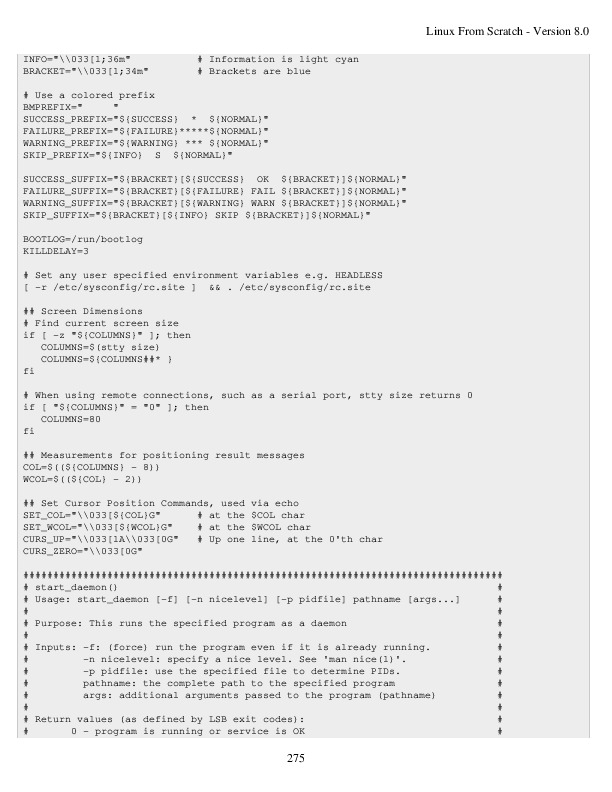 Linux From Scratch - Version 8.0
INFO="\\033[1;36m"           # Information is light cyan
BRACKET="\\033[1;34m"        # Brackets are blue

# Use a colored prefix
BMPREFIX="     "
SUCCESS_PREFIX="${SUCCESS}  *  ${NORMAL}"
FAILURE_PREFIX="${FAILURE}*****${NORMAL}"
WARNING_PREFIX="${WARNING} *** ${NORMAL}"
SKIP_PREFIX="${INFO}  S  ${NORMAL}"

SUCCESS_SUFFIX="${BRACKET}[${SUCCESS}  OK  ${BRACKET}]${NORMAL}"
FAILURE_SUFFIX="${BRACKET}[${FAILURE} FAIL ${BRACKET}]${NORMAL}"
WARNING_SUFFIX="${BRACKET}[${WARNING} WARN ${BRACKET}]${NORMAL}"
SKIP_SUFFIX="${BRACKET}[${INFO} SKIP ${BRACKET}]${NORMAL}"

BOOTLOG=/run/bootlog
KILLDELAY=3

# Set any user specified environment variables e.g. HEADLESS
[ -r /etc/sysconfig/rc.site ]  && . /etc/sysconfig/rc.site

## Screen Dimensions
# Find current screen size
if [ -z "${COLUMNS}" ]; then
   COLUMNS=$(stty size)
   COLUMNS=${COLUMNS##* }
fi

# When using remote connections, such as a serial port, stty size returns 0
if [ "${COLUMNS}" = "0" ]; then
   COLUMNS=80
fi

## Measurements for positioning result messages
COL=$((${COLUMNS} - 8))
WCOL=$((${COL} - 2))

## Set Cursor Position Commands, used via echo
SET_COL="\\033[${COL}G"      # at the $COL char
SET_WCOL="\\033[${WCOL}G"    # at the $WCOL char
CURS_UP="\\033[1A\\033[0G"   # Up one line, at the 0'th char
CURS_ZERO="\\033[0G"

################################################################################
# start_daemon()                                                               #
# Usage: start_daemon [-f] [-n nicelevel] [-p pidfile] pathname [args...]      #
#                                                                              #
# Purpose: This runs the specified program as a daemon                         #
#                                                                              #
# Inputs: -f: (force) run the program even if it is already running.           #
#         -n nicelevel: specify a nice level. See 'man nice(1)'.               #
#         -p pidfile: use the specified file to determine PIDs.                #
#         pathname: the complete path to the specified program                 #
#         args: additional arguments passed to the program (pathname)          #
#                                                                              #
# Return values (as defined by LSB exit codes):                                #
#       0 - program is running or service is OK                                #
275